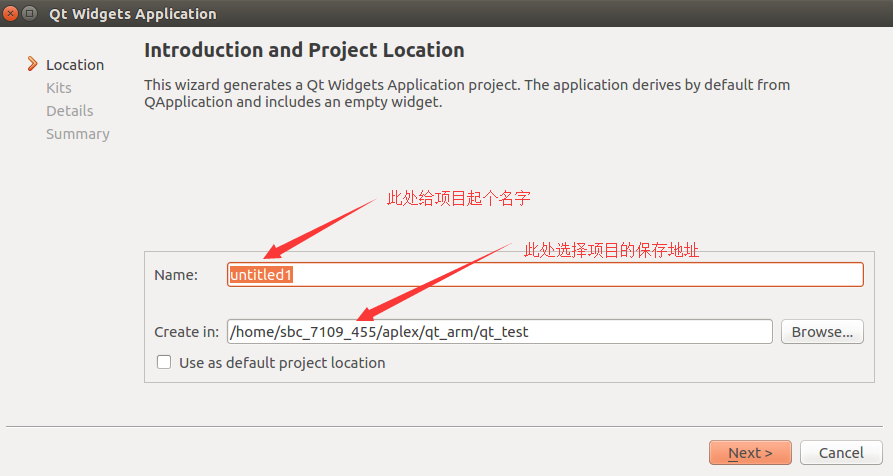 Qt Widgets Application
Location
Kits
Details
Summary
Introduction and Project Location
This wizard generates a Qt Widgets Application project. The application derives by default from
QApplication and includes an empty widget.
此处给项目起个名字
此处选择项目的保存地址
Name: untitled1
Create in: /home/sbc_7109_455/aplex/qt_arm/qt_test Browse...
Use as default project location
Next > Cancel